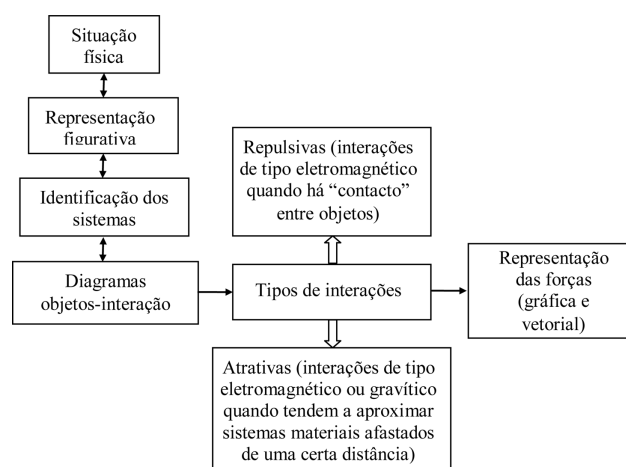 Situação
física
Representação
figurativa
Identificação dos
sistemas
Diagramas
objetos-interação
Repulsivas (interações
de tipo eletromagnético
quando há “contacto”
entre objetos)
Tipos de interações
Atrativas (interações de tipo
eletromagnético ou gravítico
quando tendem a aproximar
sistemas materiais afastados
de uma certa distância)
Representação
das forças
(gráfica e
vetorial)